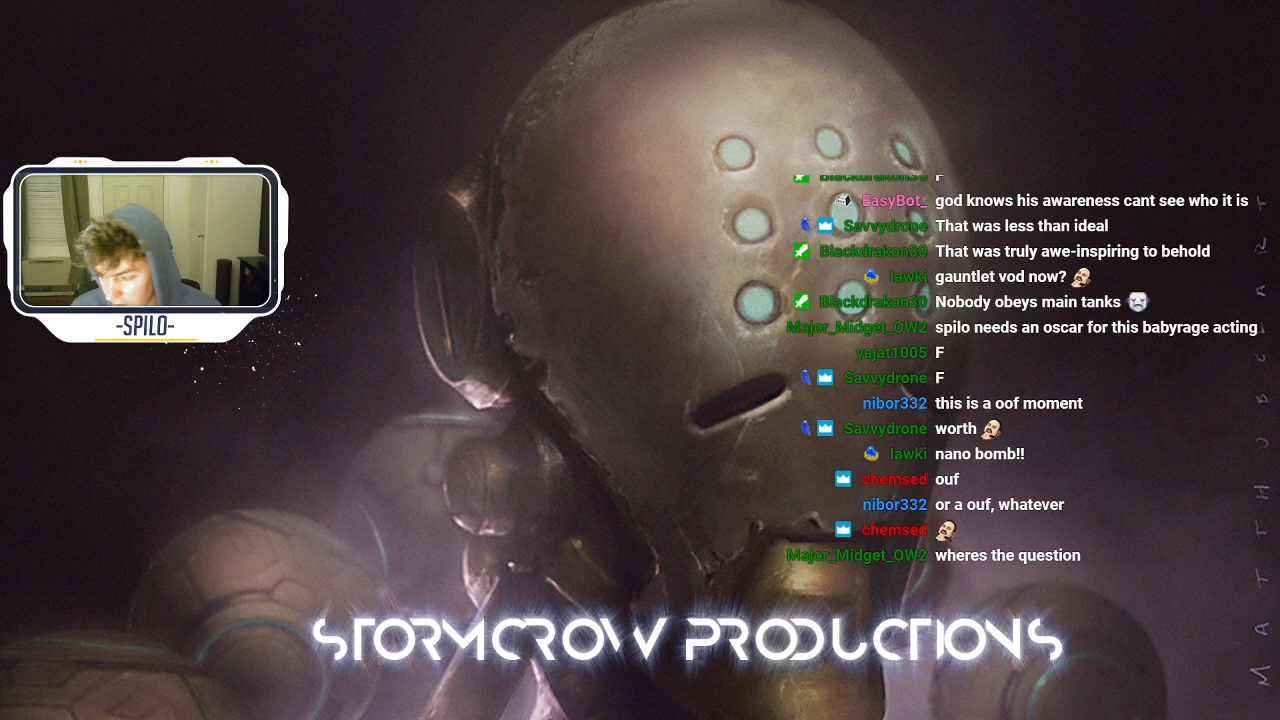 EasyBot_ god knows his awareness cant see who it is
Savvydrone That was less than ideal
Blackdrakon30 That was truly awe-inspiring to behold
lawki gauntlet vod now?
Blackdrakon30 Nobody obeys main tanks
Major_Midget_OW2 spilo needs an oscar for this babyrage acting
yajat1005 F
Savvydrone F
nibor332 this is a oof moment
Savvydrone worth
lawki nano bomb!!
chemsed ouf
nibor332 or a ouf, whatever
chemsed
Major_Midget_OW2 wheres the question
-SPILO-
STORMCROW PRODUCTIONS